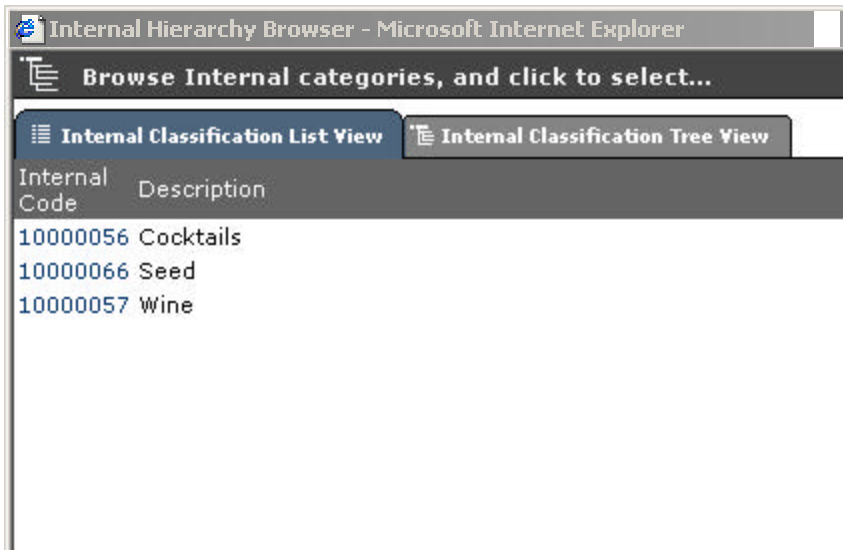 Internal Hierarchy Browser - Microsoft Internet Explorer
Browse Internal categories, and click to select...
Internal Classification List View Internal Classification Tree View
Internal Code Description
10000056 Cocktails
10000066 Seed
10000057 Wine